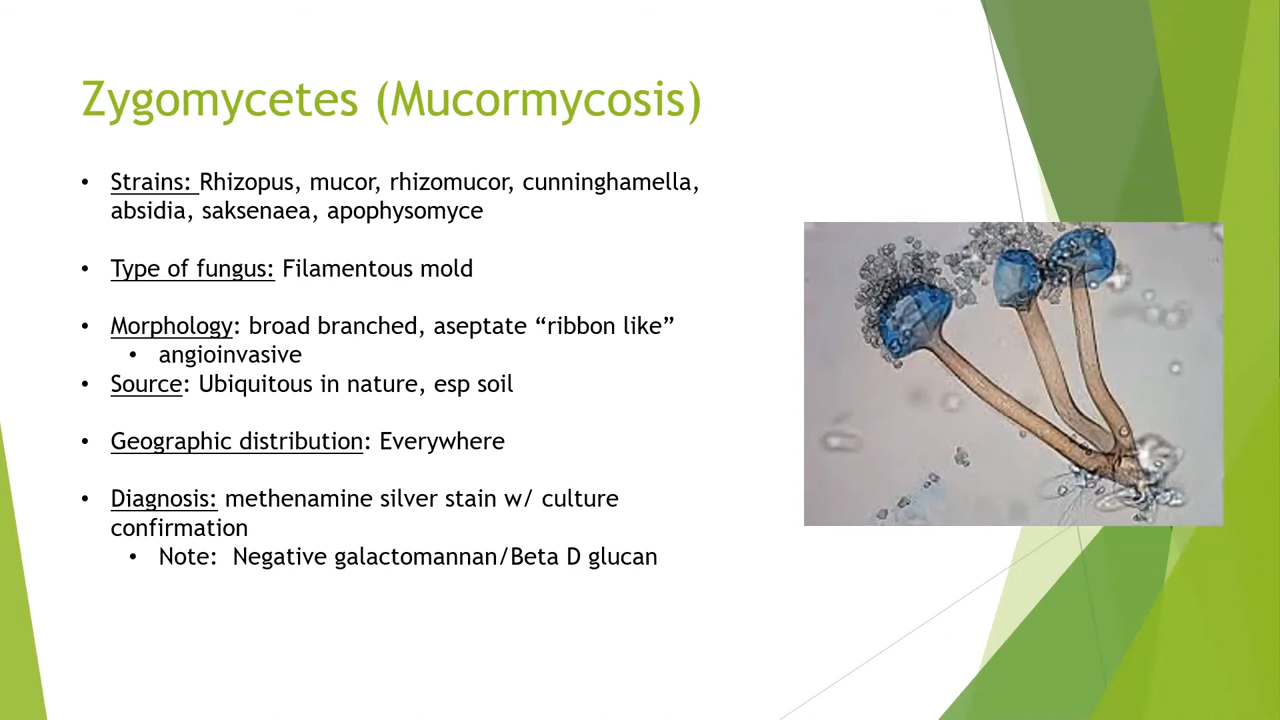 Zygomycetes (Mucormycosis)
• Strains: Rhizopus, mucor, rhizomucor, cunninghamella,
absidia, saksenaea, apophysomyce
• Type of fungus: Filamentous mold
• Morphology: broad branched, aseptate “ribbon like”
• angioinvasive
• Source: Ubiquitous in nature, esp soil
• Geographic distribution: Everywhere
• Diagnosis: methenamine silver stain w/ culture
confirmation
• Note:  Negative galactomannan/Beta D glucan